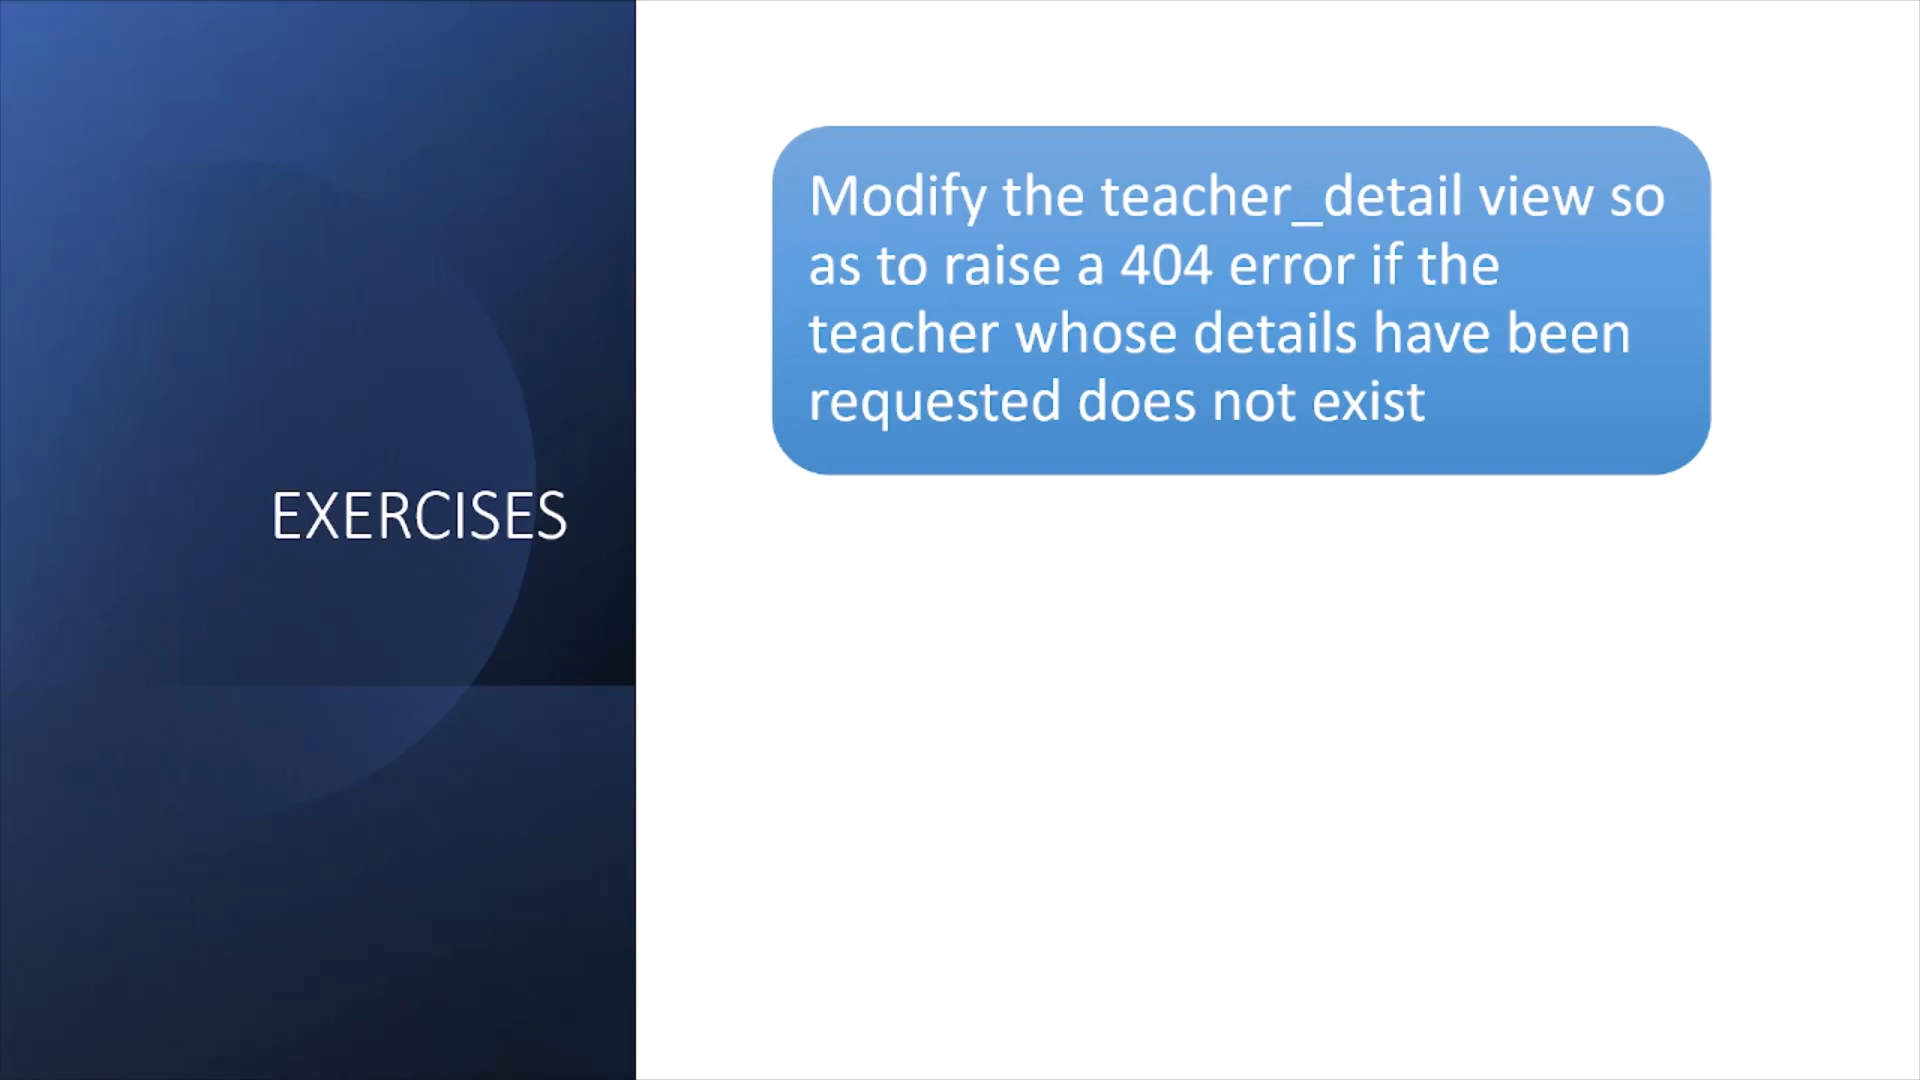 EXERCISES
Modify the teacher_detail view so
as to raise a 404 error if the
teacher whose details have been
requested does not exist